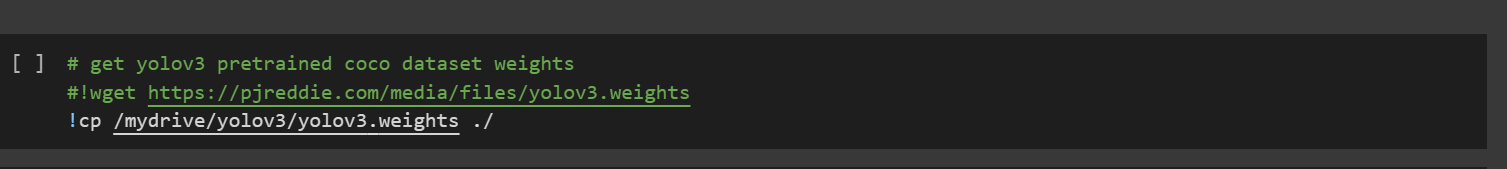 [ ] # get yolov3 pretrained coco dataset weights
#!wget https://pjreddie.com/media/files/yolov3.weights
!cp /mydrive/yolov3/yolov3.weights ./